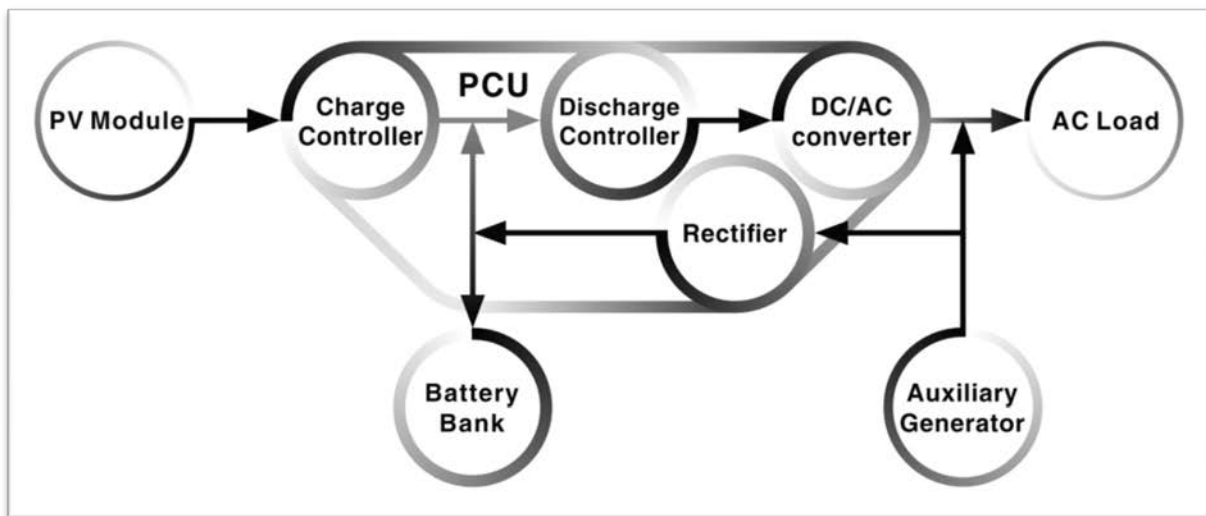 PV Module
Charge
Controller
PCU
Discharge
Controller
DC/AC
converter
AC Load
Rectifier
Battery
Bank
Auxiliary
Generator